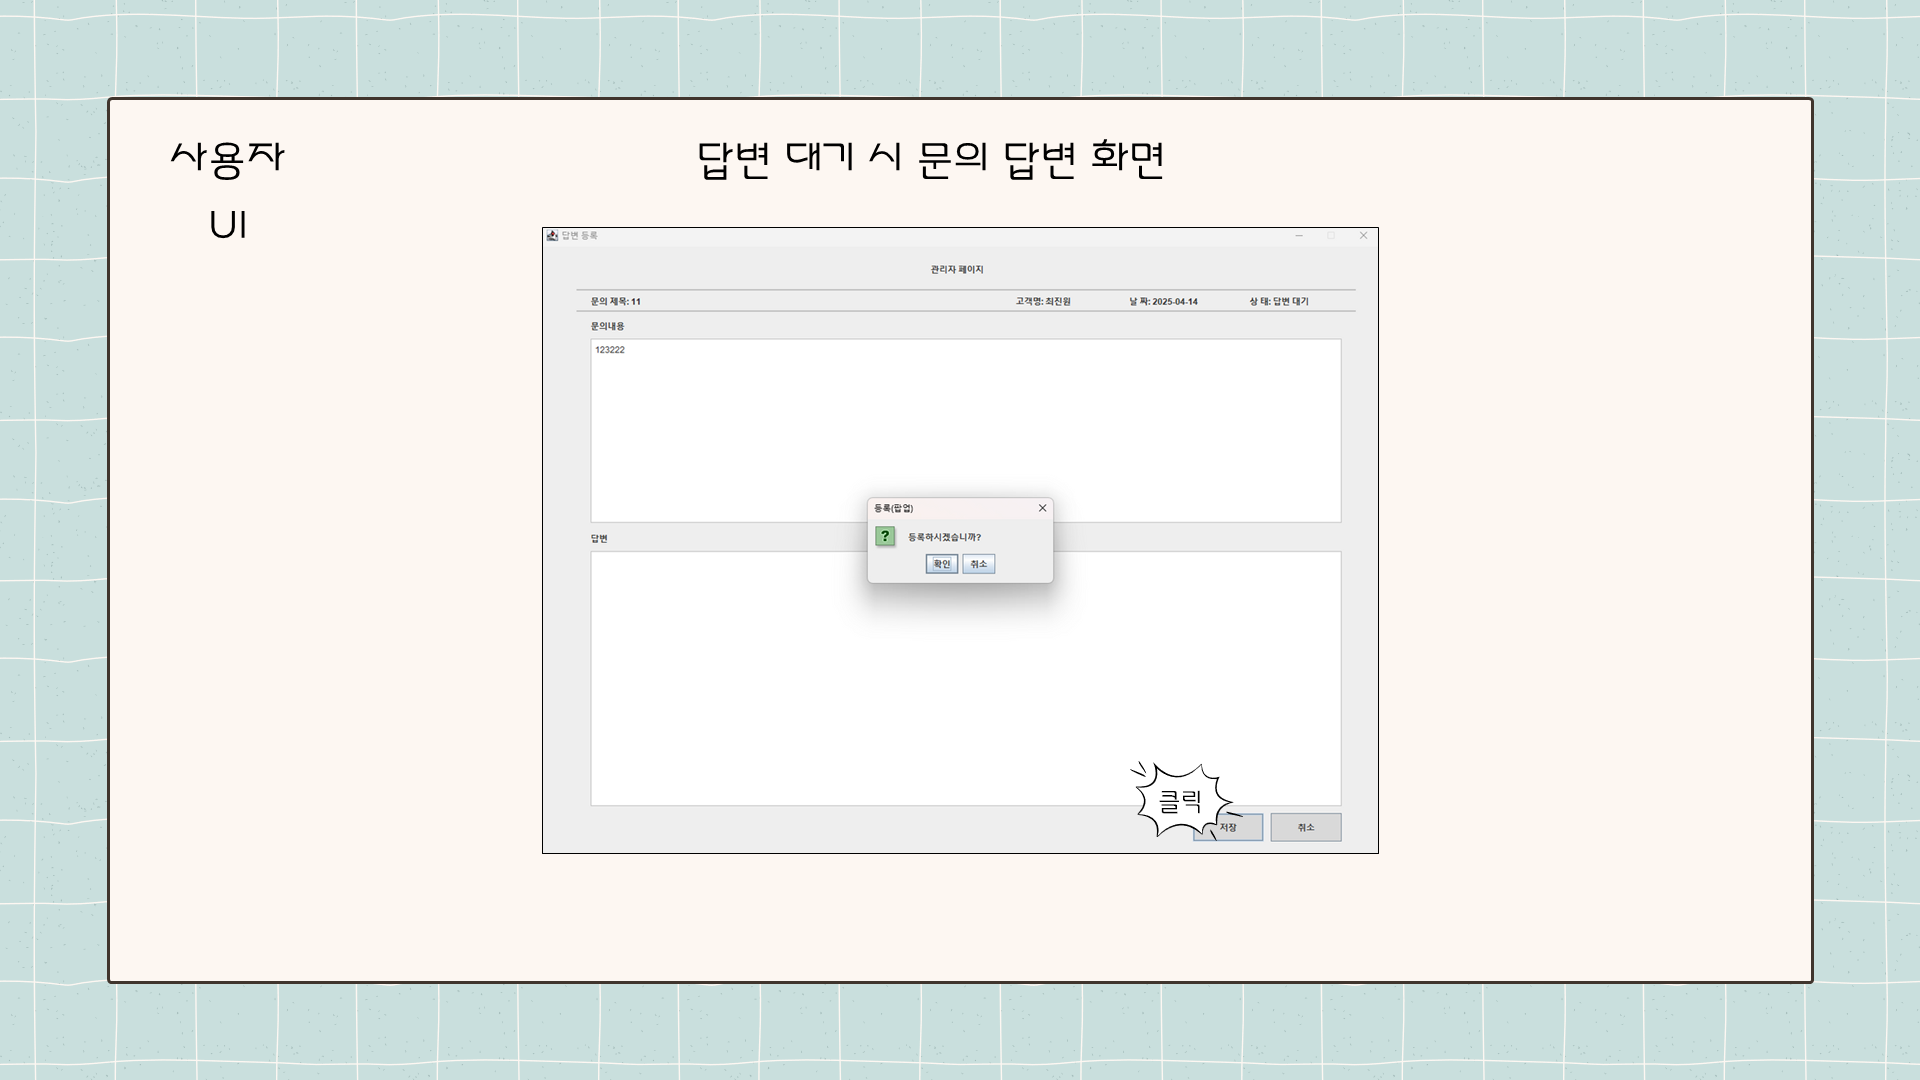 사용자
UI
답변 대기 시 문의 답변 화면
답변 등록
관리자 페이지
문의 제목: 11 고객명: 최진원 날 짜: 2025-04-14 상 태: 답변 대기
문의내용
123222
등록(팝업)
? 등록하시겠습니까?
확인 취소
답변
클릭
저장 취소